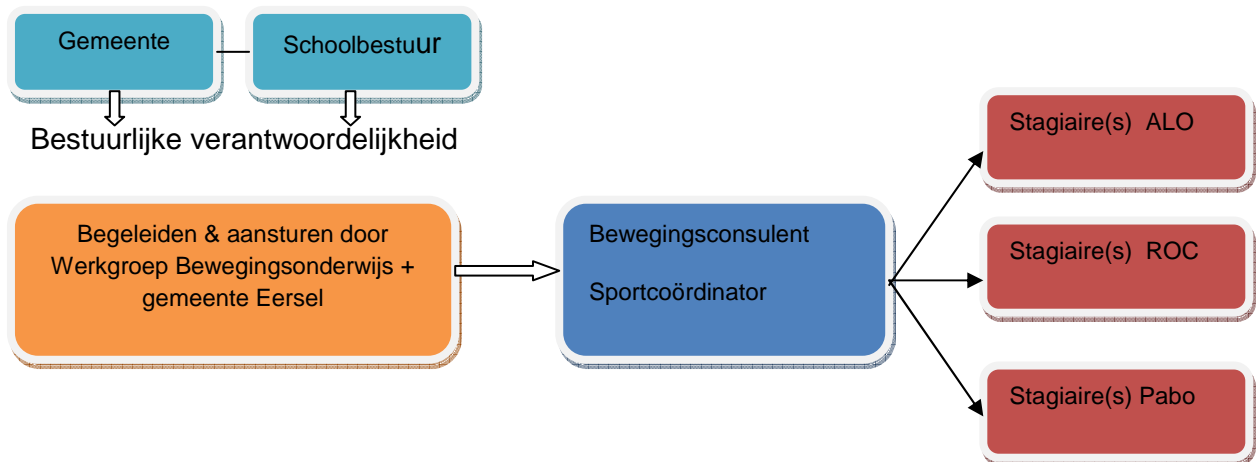 Gemeente
Schoolbestuur
Bestuurlijke verantwoordelijkheid
Begeleiden & aansturen door
Werkgroep Bewegingsonderwijs +
gemeente Eersel
Bewegingsconsulent
Sportcoördinator
Stagiaire(s) ALO
Stagiaire(s) ROC
Stagiaire(s) Pabo